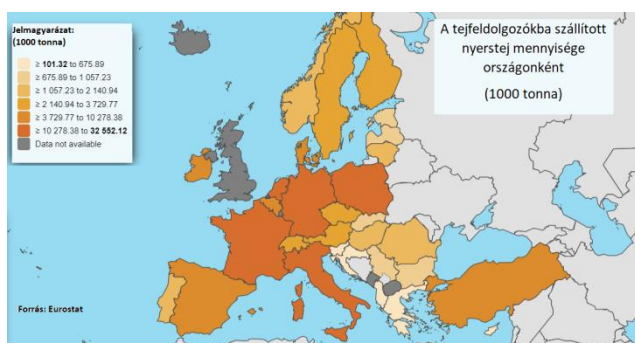 Jelmagyarázat:
(1000 tonna)
≥ 101.32 to 675.89
≥ 675.89 to 1 057.23
≥ 1 057.23 to 2 140.94
≥ 2 140.94 to 3 729.77
≥ 3 729.77 to 10 278.38
≥ 10 278.38 to 32 552.12
Data not available
A tejfeldolgozókba szállított
nyerstej mennyisége
országonként
(1000 tonna)
Forrás: Eurostat